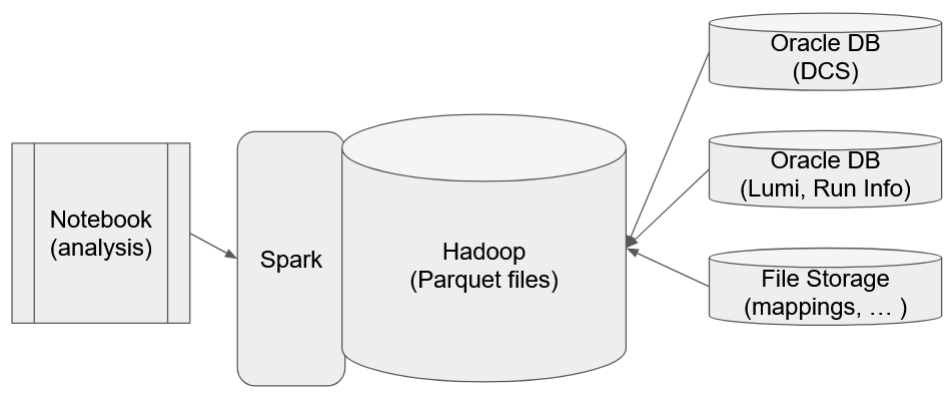 Notebook
(analysis)
Spark
Hadoop
(Parquet files)
Oracle DB
(DCS)
Oracle DB
(Lumi, Run Info)
File Storage
(mappings, … )